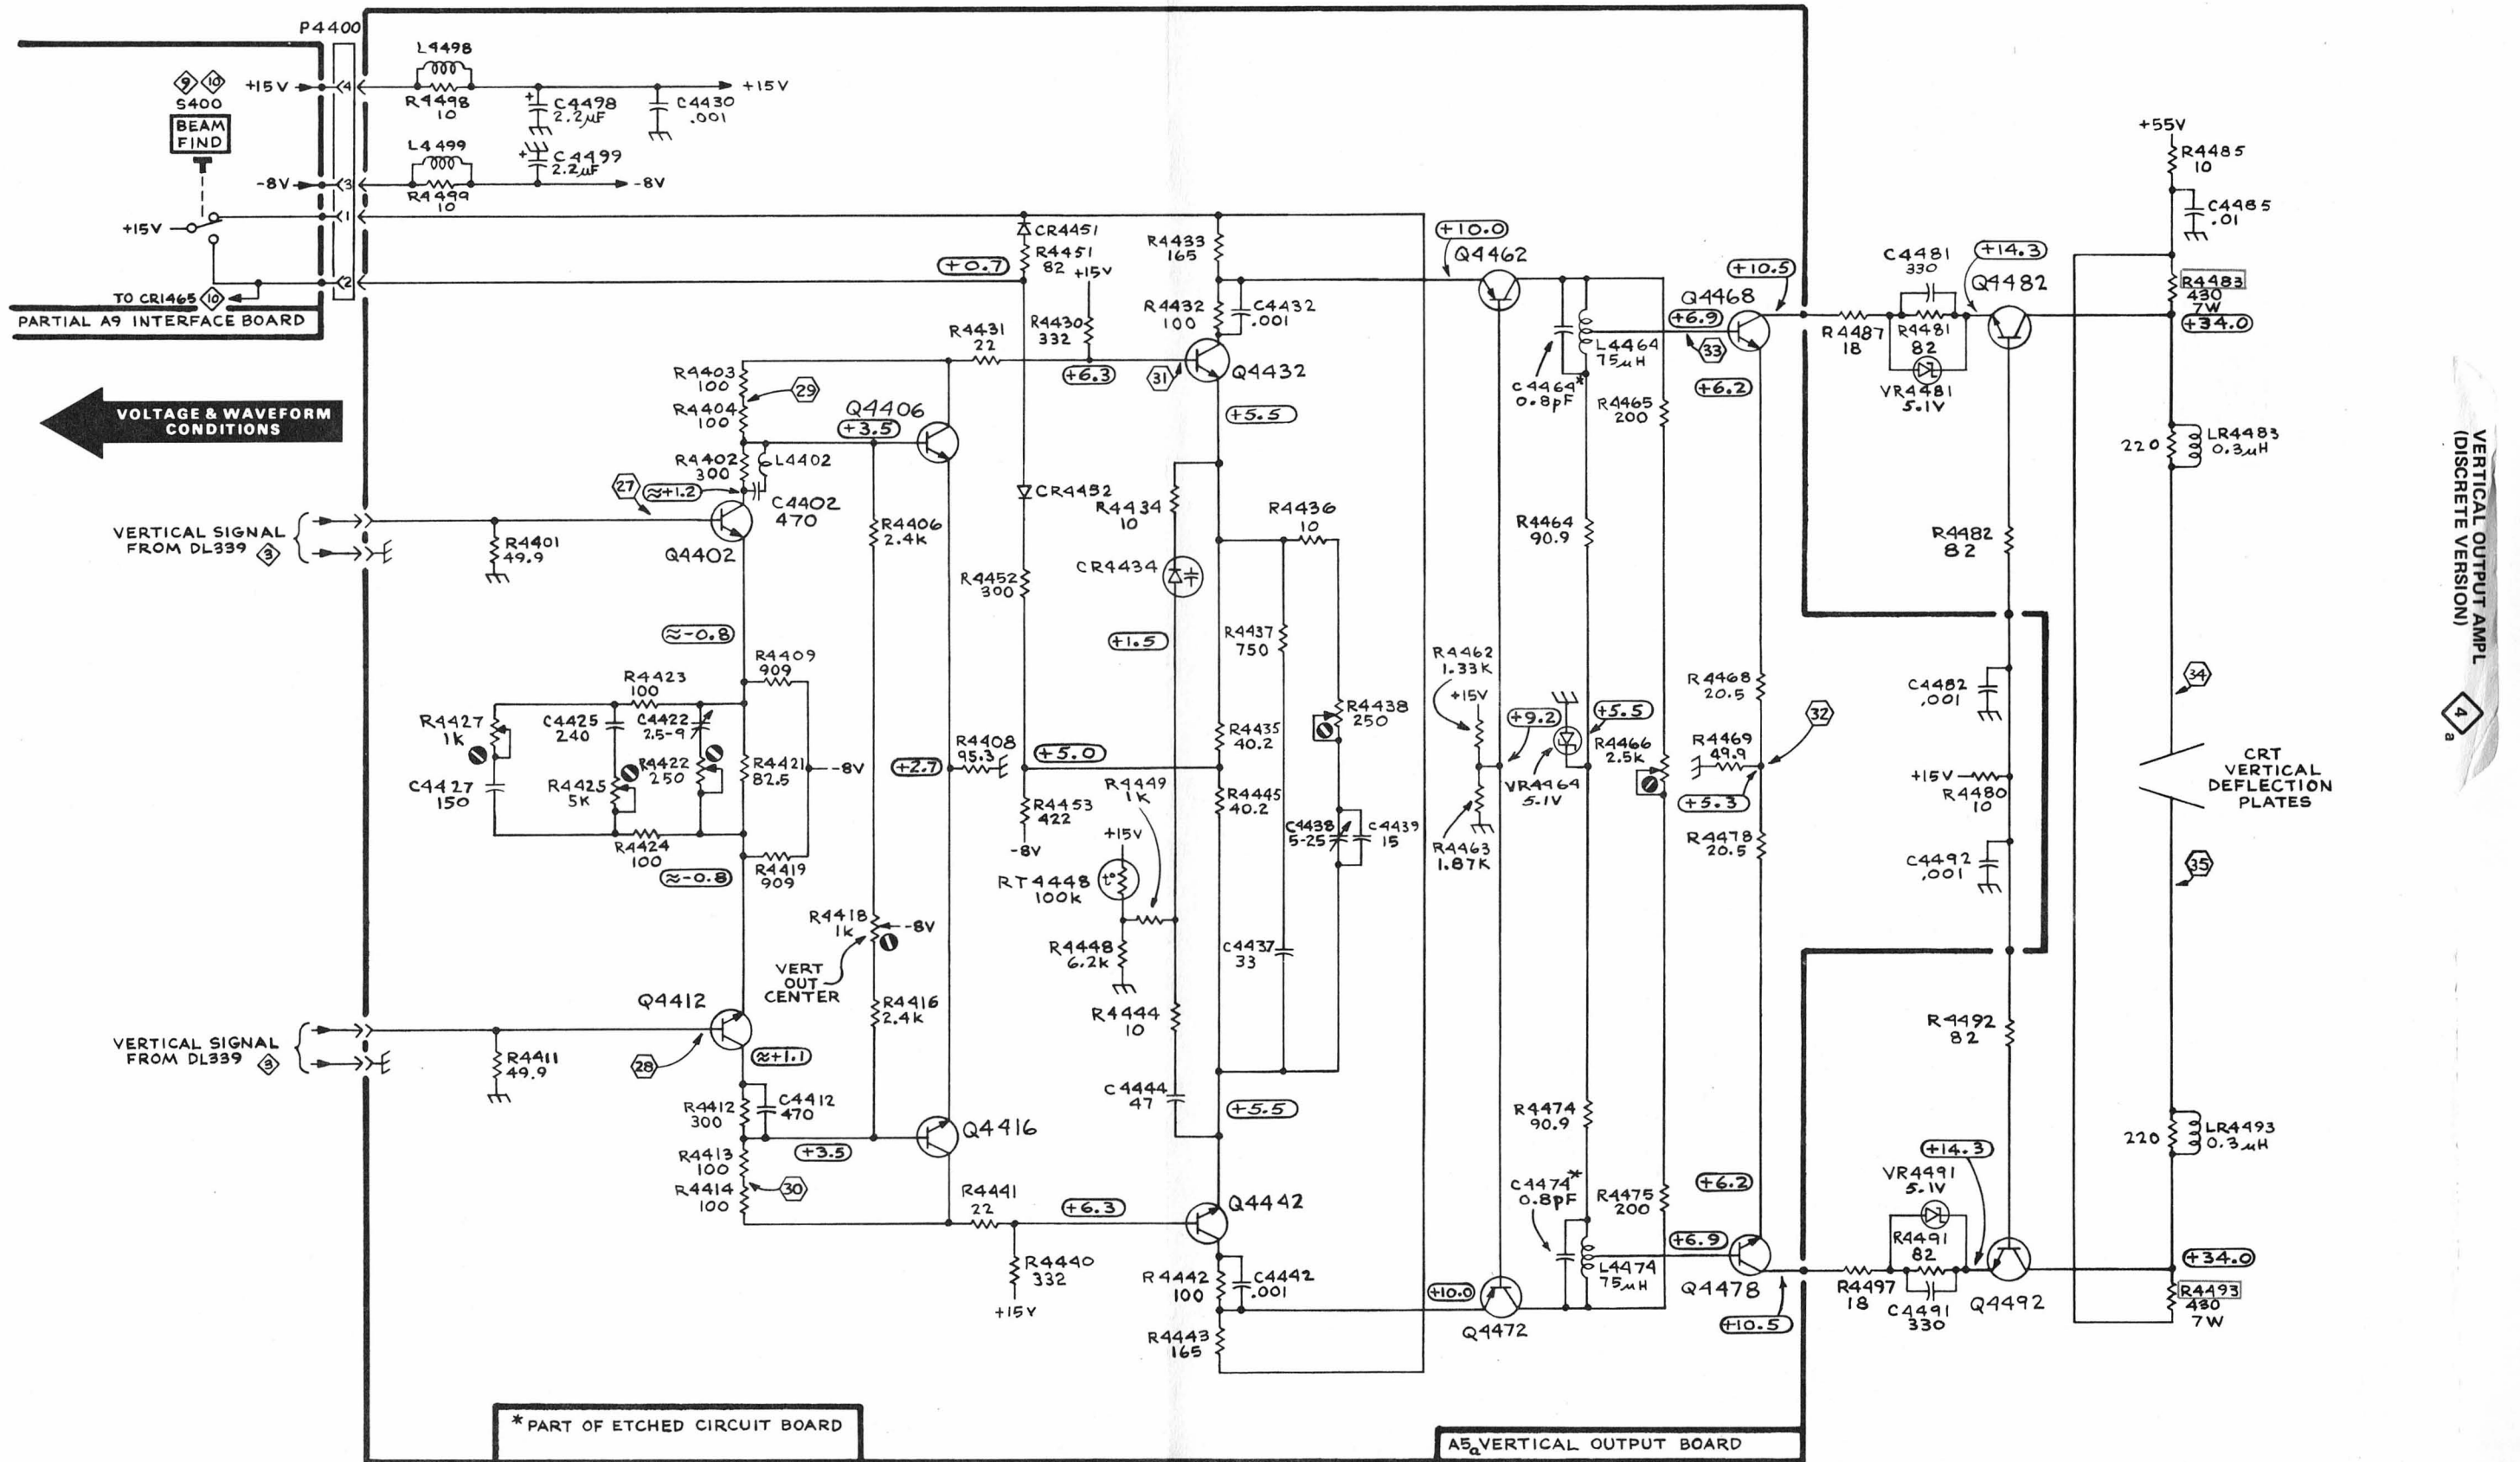 P4400
9 10
S400
BEAM
FIND
+15V
4
L4498
R4498
10
C4498
2.2µF
C4430
.001
+15V
L4499
C4499
2.2µF
-8V
3
R4499
10
-8V
1
+15V
2
TO CR1465 10
PARTIAL A9 INTERFACE BOARD
VOLTAGE & WAVEFORM
CONDITIONS
VERTICAL SIGNAL
FROM DL339 3
R4401
49.9
27
≈+1.2
Q4402
R4403
100
29
R4404
100
R4402
300
L4402
C4402
470
Q4406
+3.5
R4406
2.4K
≈-0.8
R4409
909
R4423
100
R4427
1K
C4425
240
C4422
2.5-9
R4425
5K
R4422
250
R4421
82.5
-8V
C4427
150
R4424
100
R4419
909
≈-0.8
R4418
1K
-8V
VERT
OUT
CENTER
R4416
2.4K
Q4412
VERTICAL SIGNAL
FROM DL339 3
R4411
49.9
28
≈+1.1
R4412
300
C4412
470
Q4416
+3.5
R4413
100
R4414
100
30
R4441
22
+6.3
Q4442
R4440
332
+15V
+0.7
CR4451
R4451
82
+15V
R4430
332
R4431
22
+6.3
31
R4433
165
R4432
100
C4432
.001
Q4432
+5.5
CR4452
R4434
10
R4436
10
CR4434
R4452
300
+1.5
R4437
750
R4438
250
R4408
95.3
+2.7
+5.0
R4435
40.2
R4449
1K
R4445
40.2
R4453
422
-8V
+15V
RT4448
100K
t°
C4438
5-25
C4439
15
R4448
6.2K
C4437
33
R4444
10
C4444
47
+5.5
R4442
100
C4442
.001
R4443
165
+10.0
Q4462
C4464*
0.8pF
L4464
75µH
R4465
200
R4464
90.9
R4462
1.33K
+15V
+9.2
+5.5
VR4464
5.1V
R4466
2.5K
R4463
1.87K
R4474
90.9
C4474*
0.8pF
R4475
200
L4474
75µH
+10.0
Q4472
+10.5
Q4468
+6.9
33
+6.2
R4468
20.5
32
R4469
49.9
+5.3
R4478
20.5
+6.2
+6.9
Q4478
+10.5
C4481
330
+14.3
Q4482
R4487
18
R4481
82
VR4481
5.1V
R4482
82
C4482
.001
+15V
R4480
10
C4492
.001
R4492
82
+14.3
VR4491
5.1V
R4491
82
R4497
18
C4491
330
Q4492
+55V
R4485
10
C4485
.01
R4483
430
7W
+34.0
220
LR4483
0.3µH
34
CRT
VERTICAL
DEFLECTION
PLATES
35
220
LR4493
0.3µH
+34.0
R4493
430
7W
VERTICAL OUTPUT AMPL
(DISCRETE VERSION)
4
a
*PART OF ETCHED CIRCUIT BOARD
A5a VERTICAL OUTPUT BOARD